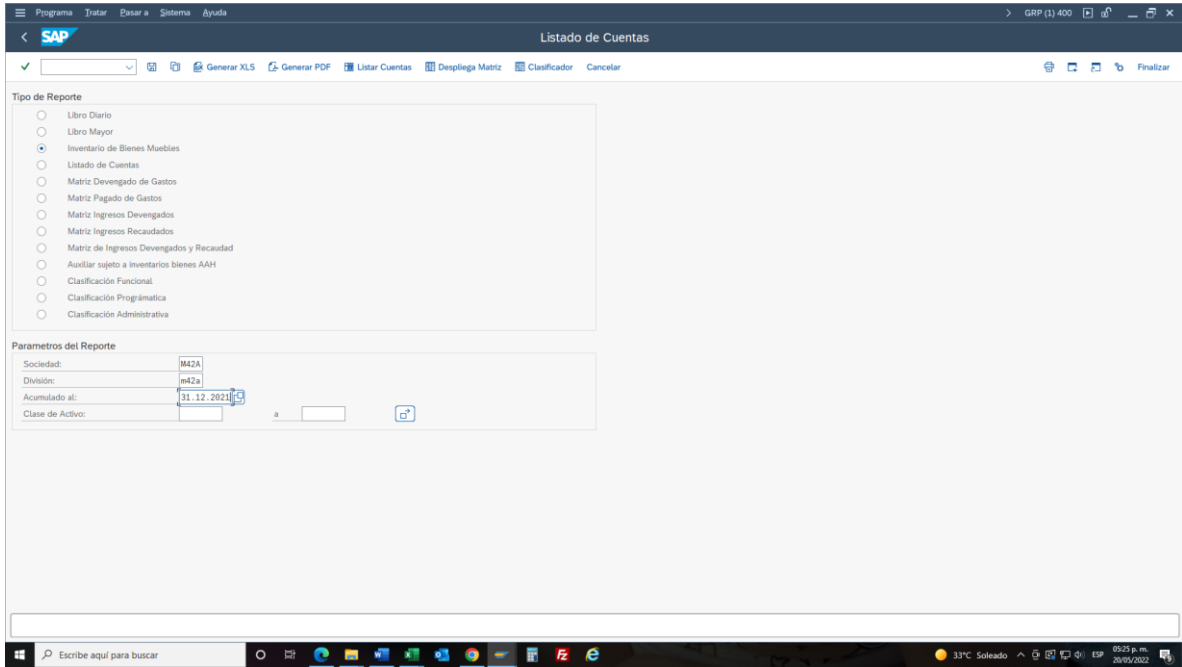 Programa Tratar Pasar a Sistema Ayuda GRP (1) 400
SAP Listado de Cuentas
Generar XLS Generar PDF Listar Cuentas Despliega Matriz Clasificador Cancelar Finalizar
Tipo de Reporte
Libro Diario
Libro Mayor
Inventario de Bienes Muebles
Listado de Cuentas
Matriz Devengado de Gastos
Matriz Pagado de Gastos
Matriz Ingresos Devengados
Matriz Ingresos Recaudados
Matriz de Ingresos Devengados y Recaudad
Auxiliar sujeto a inventarios bienes AAH
Clasificación Funcional
Clasificación Prográmatica
Clasificación Administrativa
Parametros del Reporte
Sociedad: M42A
División: m42a
Acumulado al: 31.12.2021
Clase de Activo: a
Escribe aquí para buscar 33°C Soleado ESP 05:25 p. m.
20/05/2022